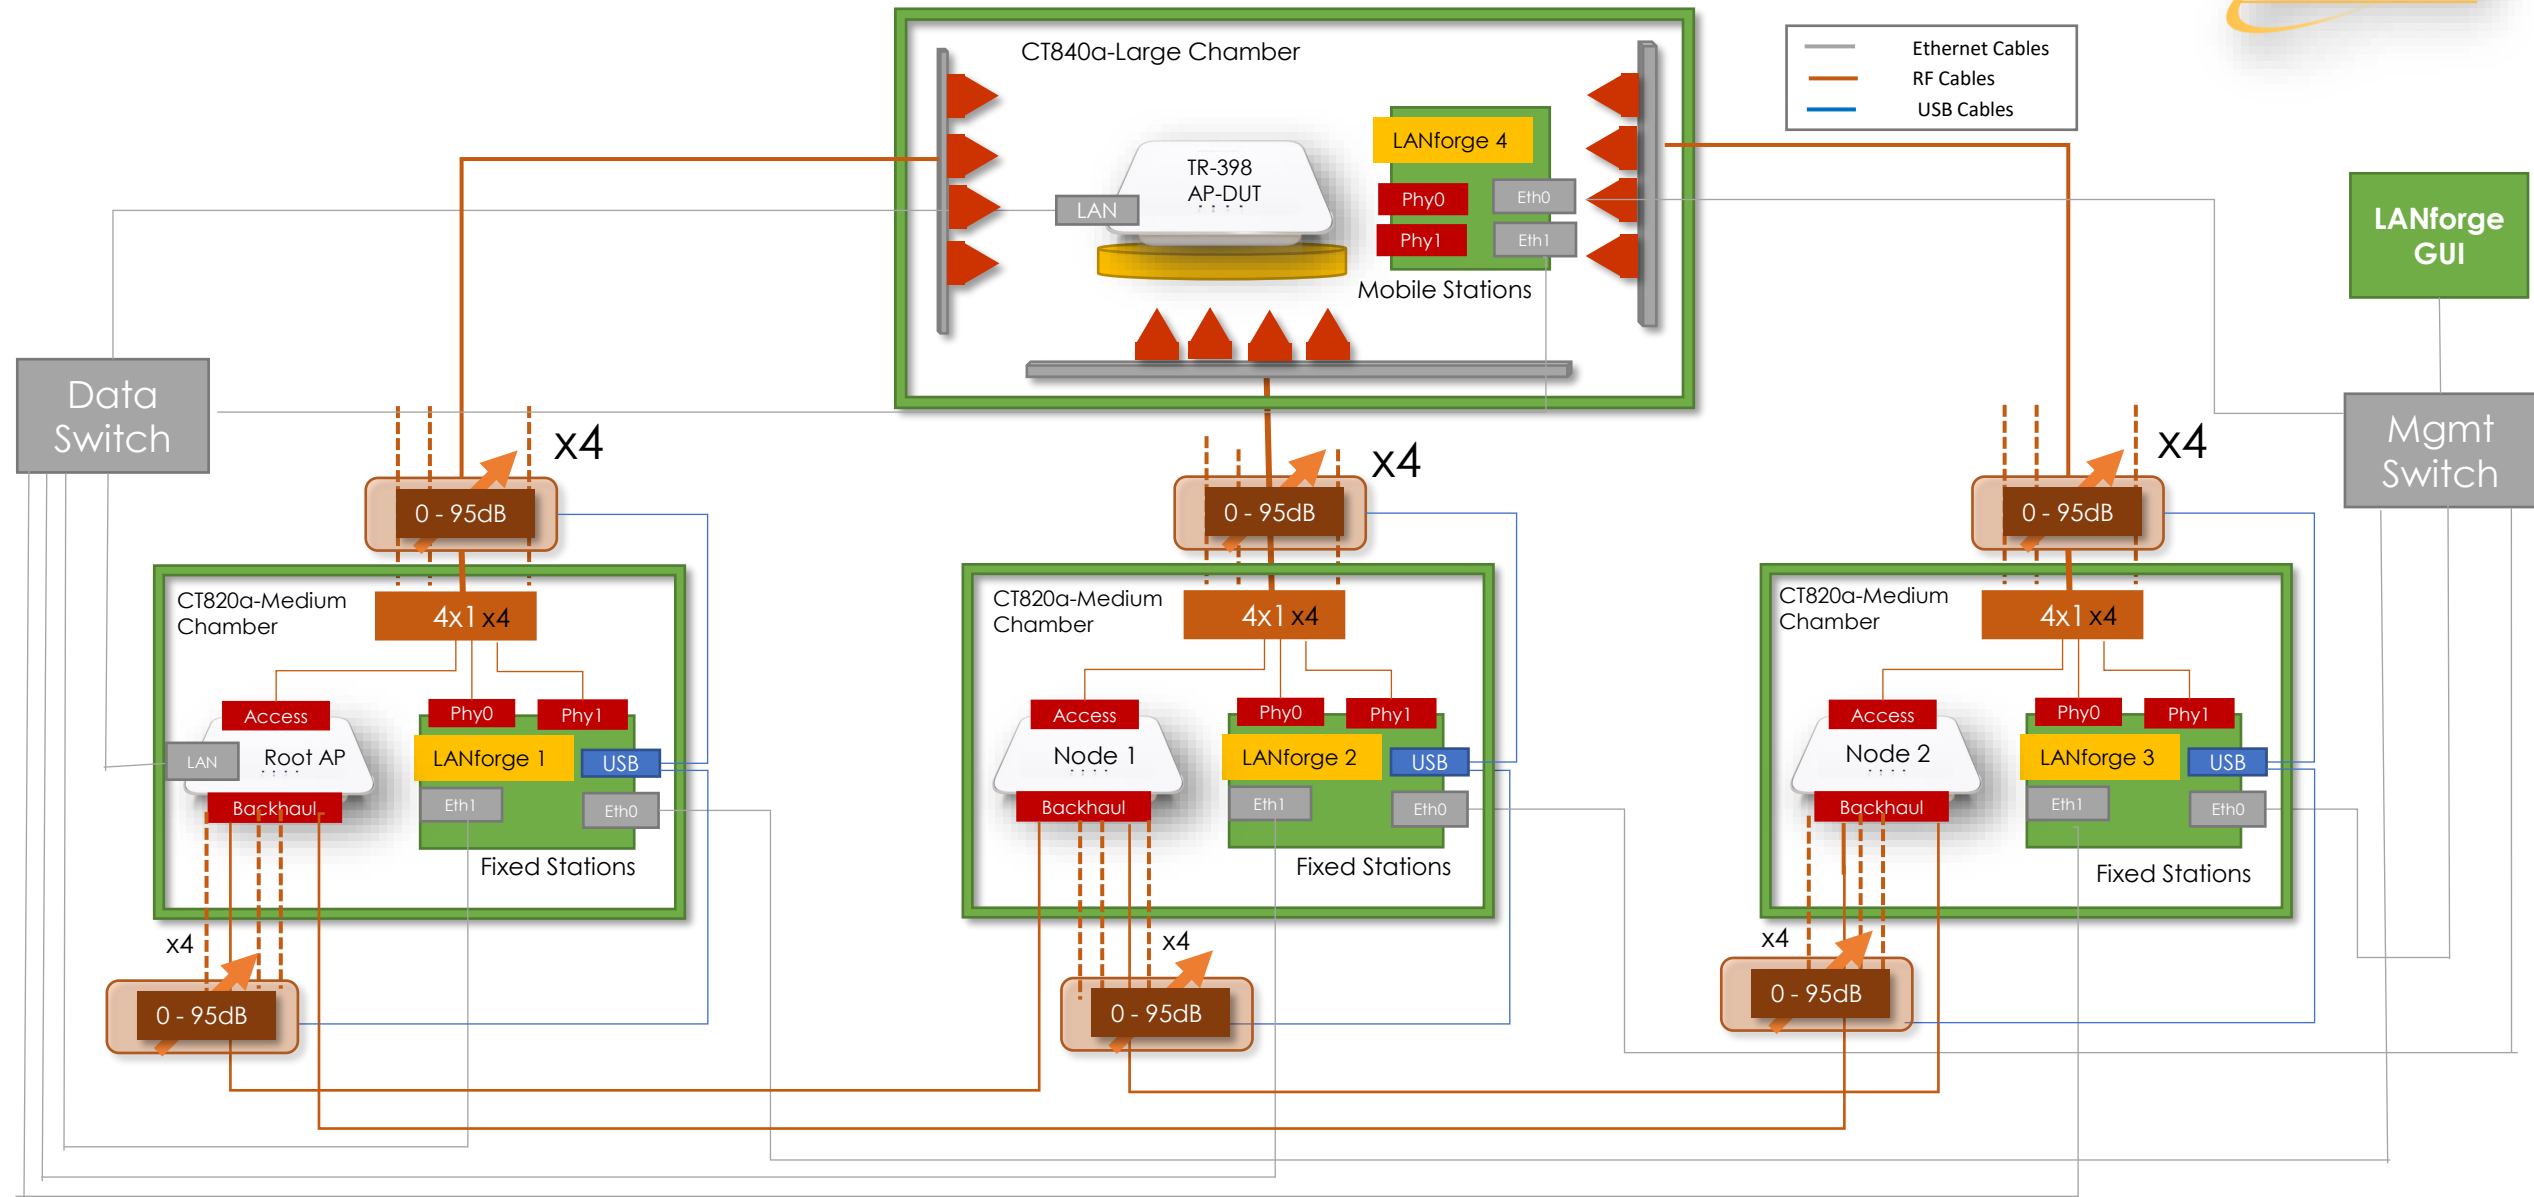 CT840a-Large Chamber
Ethernet Cables
RF Cables
USB Cables
LANforge 4
TR-398
AP-DUT
LAN
Phy0
Eth0
Phy1
Eth1
Mobile Stations
LANforge
GUI
Data
Switch
Mgmt
Switch
x4
x4
x4
0 - 95dB
0 - 95dB
0 - 95dB
CT820a-Medium
Chamber
4x1 x4
Access
Phy0
Phy1
LAN
Root AP
LANforge 1
USB
Backhaul
Eth1
Eth0
Fixed Stations
x4
0 - 95dB
CT820a-Medium
Chamber
4x1 x4
Access
Phy0
Phy1
Node 1
LANforge 2
USB
Backhaul
Eth1
Eth0
Fixed Stations
x4
0 - 95dB
CT820a-Medium
Chamber
4x1 x4
Access
Phy0
Phy1
Node 2
LANforge 3
USB
Backhaul
Eth1
Eth0
Fixed Stations
x4
0 - 95dB